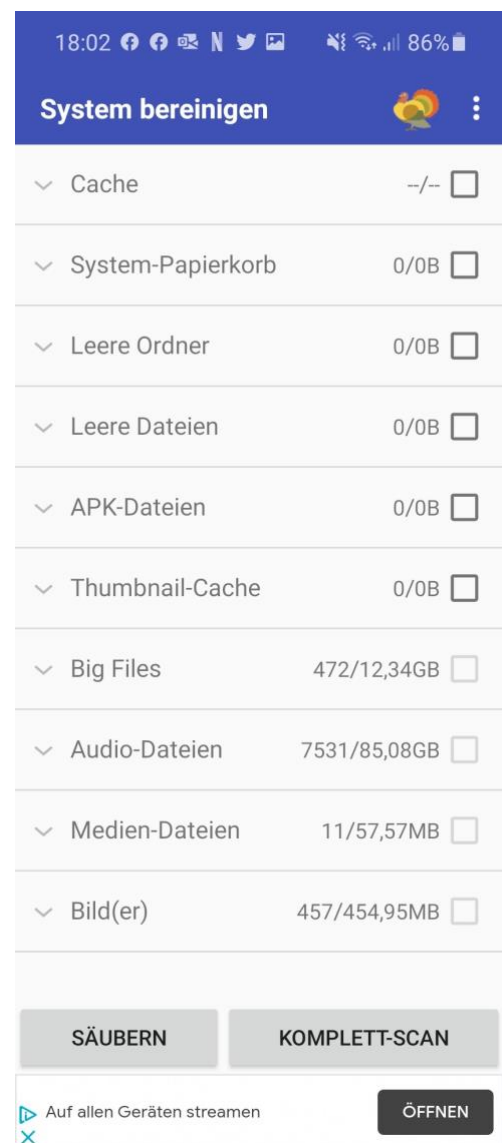 18:02 N 86%
System bereinigen
Cache --/--
System-Papierkorb 0/0B
Leere Ordner 0/0B
Leere Dateien 0/0B
APK-Dateien 0/0B
Thumbnail-Cache 0/0B
Big Files 472/12,34GB
Audio-Dateien 7531/85,08GB
Medien-Dateien 11/57,57MB
Bild(er) 457/454,95MB
SÄUBERN KOMPLETT-SCAN
Auf allen Geräten streamen ÖFFNEN